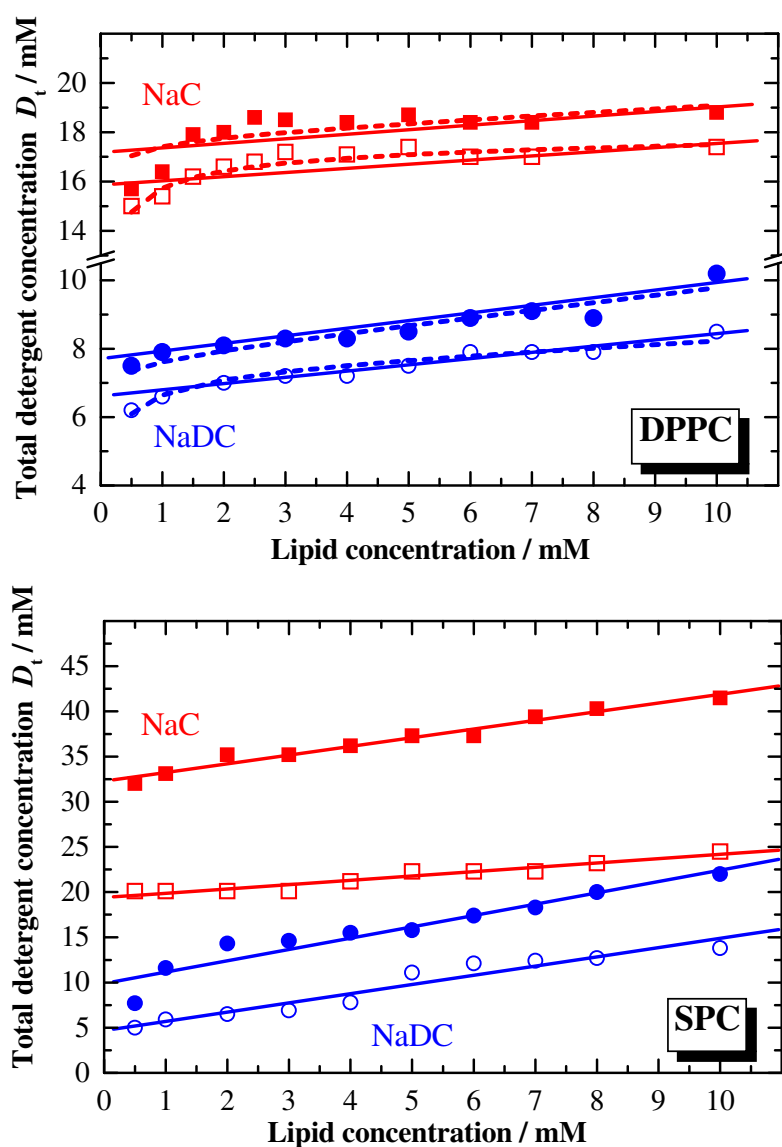 Total detergent concentration Dt / mM
20
18
16
14
10
8
6
4
NaC
NaDC
DPPC
0 1 2 3 4 5 6 7 8 9 10
Lipid concentration / mM
Total detergent concentration Dt / mM
45
40
35
30
25
20
15
10
5
0
NaC
NaDC
SPC
0 1 2 3 4 5 6 7 8 9 10
Lipid concentration / mM